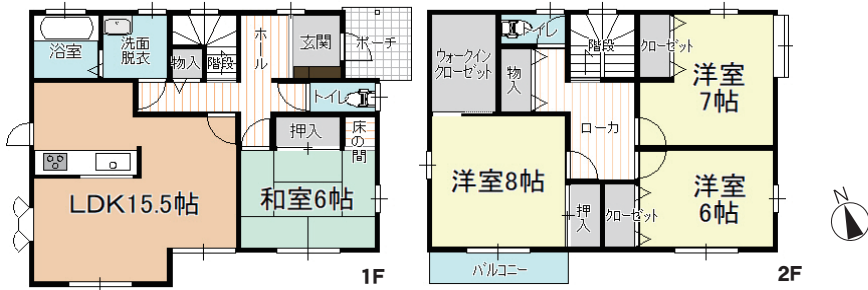 浴室
洗面
脱衣
物入
階段
ホール
玄関
ポーチ
トイレ
押入
床の間
LDK15.5帖
和室6帖
1F
ウォークイン
クローゼット
トイレ
物入
階段
クローゼット
洋室
7帖
ローカ
洋室8帖
押入
クローゼット
洋室
6帖
バルコニー
2F
N